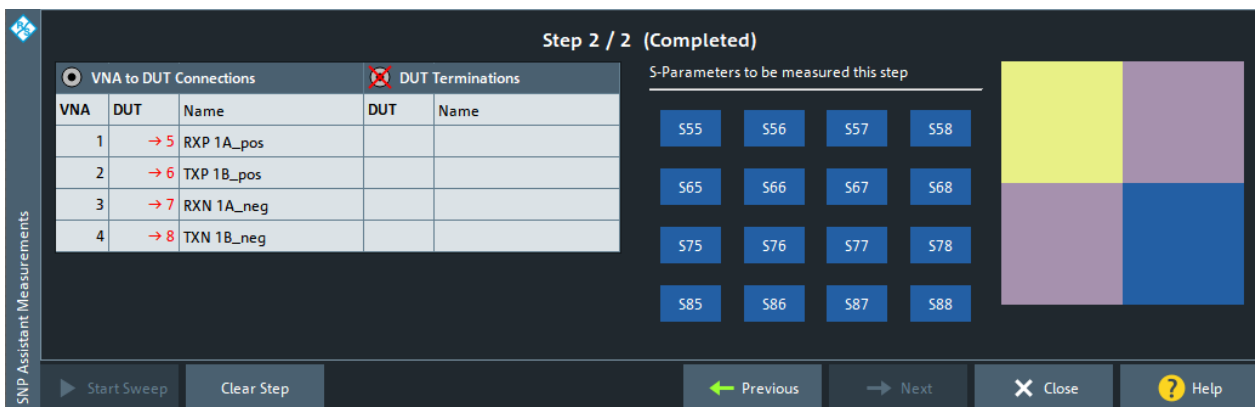 Step 2 / 2 (Completed)
VNA to DUT Connections DUT Terminations
VNA DUT Name DUT Name
1 → 5 RXP 1A_pos
2 → 6 TXP 1B_pos
3 → 7 RXN 1A_neg
4 → 8 TXN 1B_neg
S-Parameters to be measured this step
S55 S56 S57 S58
S65 S66 S67 S68
S75 S76 S77 S78
S85 S86 S87 S88
SNP Assistant Measurements
Start Sweep Clear Step Previous Next Close ? Help
R&S